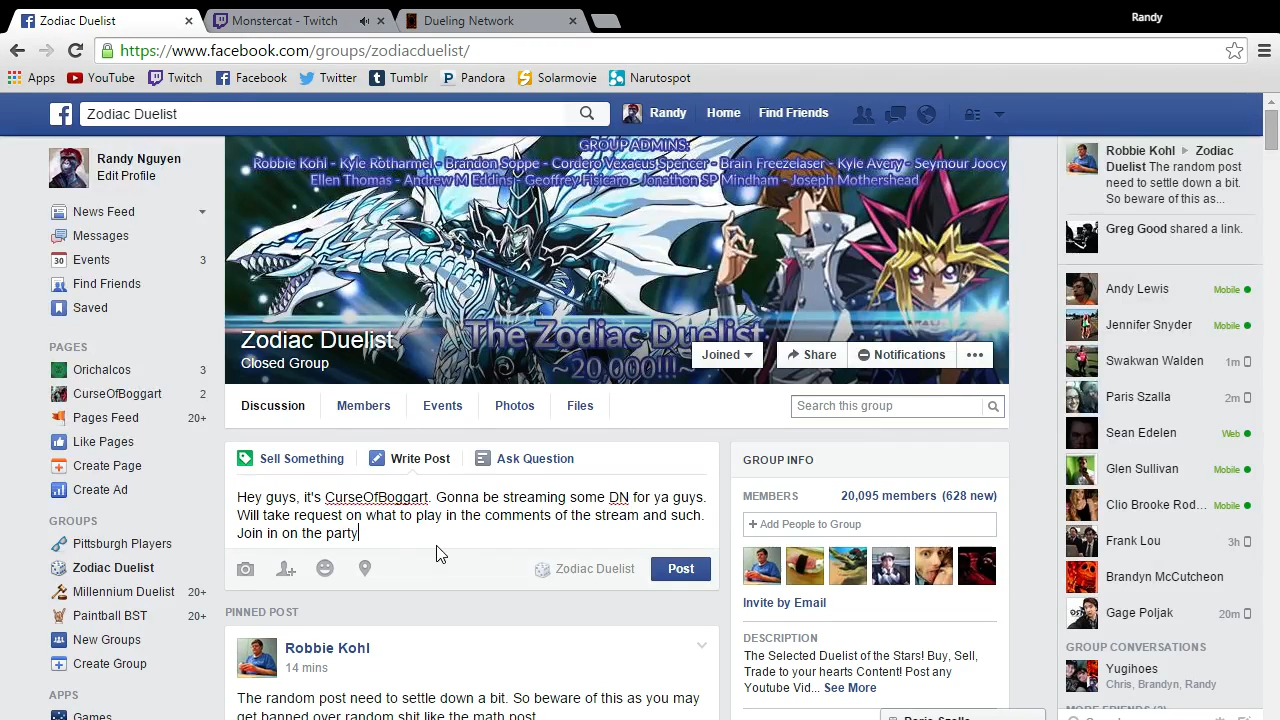 Zodiac Duelist
Monstercat - Twitch
Dueling Network
Randy
https://www.facebook.com/groups/zodiacduelist/
Apps YouTube Twitch Facebook Twitter Tumblr Pandora Solarmovie Narutospot
Zodiac Duelist
Randy Home Find Friends
Randy Nguyen
Edit Profile
News Feed
Messages
Events 3
Find Friends
Saved
PAGES
Orichalcos 3
CurseOfBoggart 2
Pages Feed 20+
Like Pages
Create Page
Create Ad
GROUPS
Pittsburgh Players
Zodiac Duelist
Millennium Duelist 20+
Paintball BST 20+
New Groups
Create Group
APPS
Games
GROUP ADMINS:
Robbie Kohl - Kyle Rotharmel - Brandon Soppe - Cordero Vexacus Spencer - Brain Freezelaser - Kyle Avery - Seymour Joocy
Ellen Thomas - Andrew M Eddins - Geoffrey Fisicaro - Jonathon SP Mindham - Joseph Mothershead
The Zodiac Duelist
~20,000!!!~
Zodiac Duelist
Closed Group
Joined Share Notifications
Discussion Members Events Photos Files
Search this group
Sell Something Write Post Ask Question
Hey guys, it's CurseOfBoggart. Gonna be streaming some DN for ya guys.
Will take request on what to play in the comments of the stream and such.
Join in on the party
Zodiac Duelist Post
PINNED POST
Robbie Kohl
14 mins
The random post need to settle down a bit. So beware of this as you may
get banned over random shit like the math post.
GROUP INFO
MEMBERS 20,095 members (628 new)
+ Add People to Group
Invite by Email
DESCRIPTION
The Selected Duelist of the Stars! Buy, Sell,
Trade to your hearts Content! Post any
Youtube Vid... See More
Robbie Kohl Zodiac
Duelist The random post
need to settle down a bit.
So beware of this as...
Greg Good shared a link.
Andy Lewis Mobile
Jennifer Snyder Mobile
Swakwan Walden 1m
Paris Szalla 2m
Sean Edelen Web
Glen Sullivan Mobile
Clio Brooke Rod... Mobile
Frank Lou 3h
Brandyn McCutcheon
Gage Poljak 20m
GROUP CONVERSATIONS
Yugihoes
Chris, Brandyn, Randy
MORE FRIENDS (3)
Paris Szalla